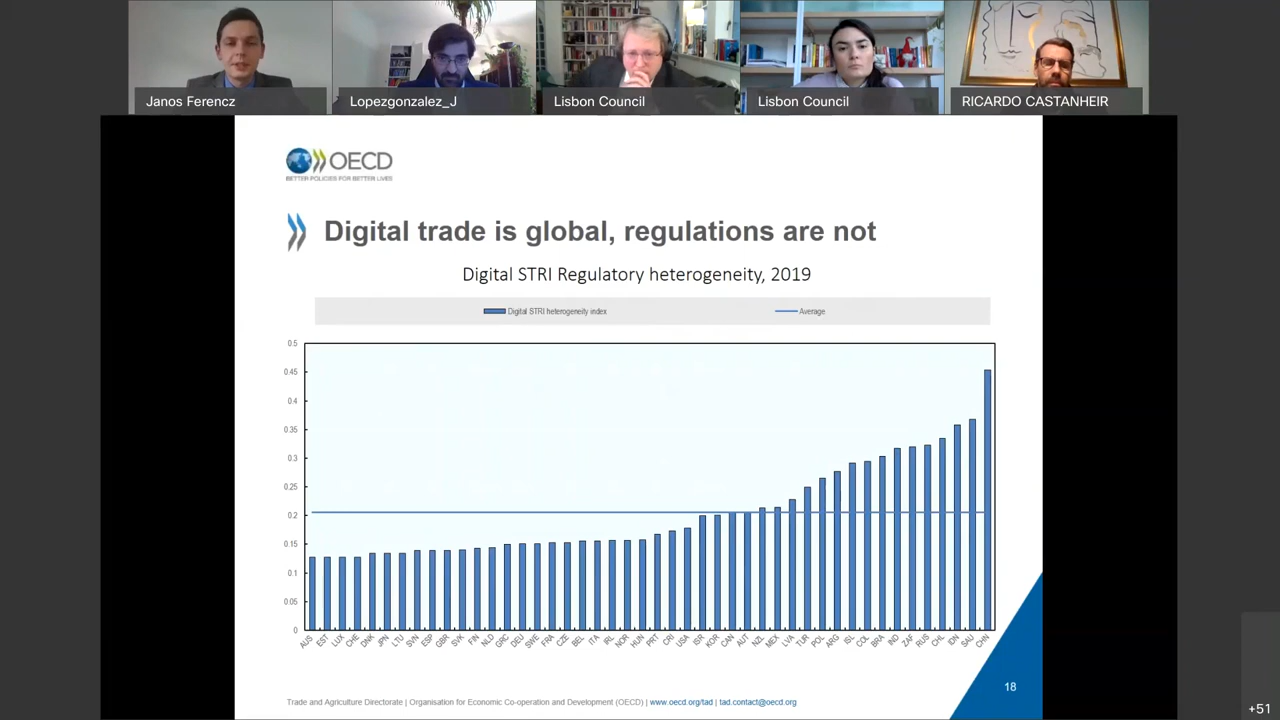 Janos Ferencz
Lopezgonzalez_J
Lisbon Council
Lisbon Council
RICARDO CASTANHEIR
OECD
BETTER POLICIES FOR BETTER LIVES
Digital trade is global, regulations are not
Digital STRI Regulatory heterogeneity, 2019
Digital STRI heterogeneity index
Average
0.5
0.45
0.4
0.35
0.3
0.25
0.2
0.15
0.1
0.05
0
AUS EST LUX CHE DNK JPN LTU SVN ESP GBR SVK FIN NLD GRC DEU SWE FRA CZE BEL ITA IRL NOR HUN PRT CRI USA ISR KOR CAN AUT NZL MEX LVA TUR POL ARG ISL COL BRA IND ZAF RUS CHL IDN SAU CHN
18
Trade and Agriculture Directorate | Organisation for Economic Co-operation and Development (OECD) | www.oecd.org/tad | tad.contact@oecd.org
+51